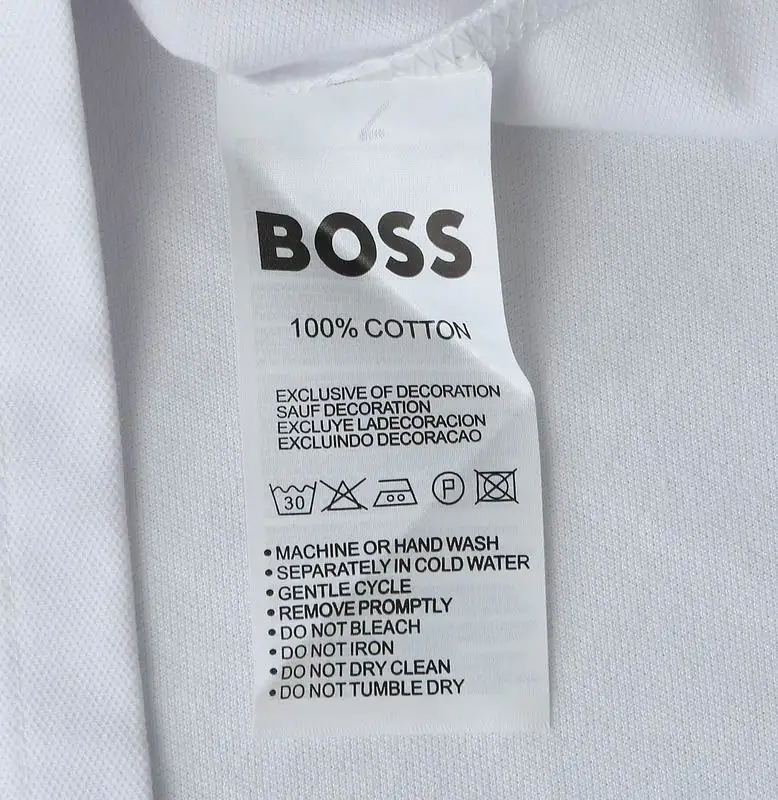 BOSS
100% COTTON
EXCLUSIVE OF DECORATION
SAUF DECORATION
EXCLUYE LADECORACION
EXCLUINDO DECORACAO
30 P
• MACHINE OR HAND WASH
• SEPARATELY IN COLD WATER
• GENTLE CYCLE
• REMOVE PROMPTLY
• DO NOT BLEACH
• DO NOT IRON
• DO NOT DRY CLEAN
• DO NOT TUMBLE DRY